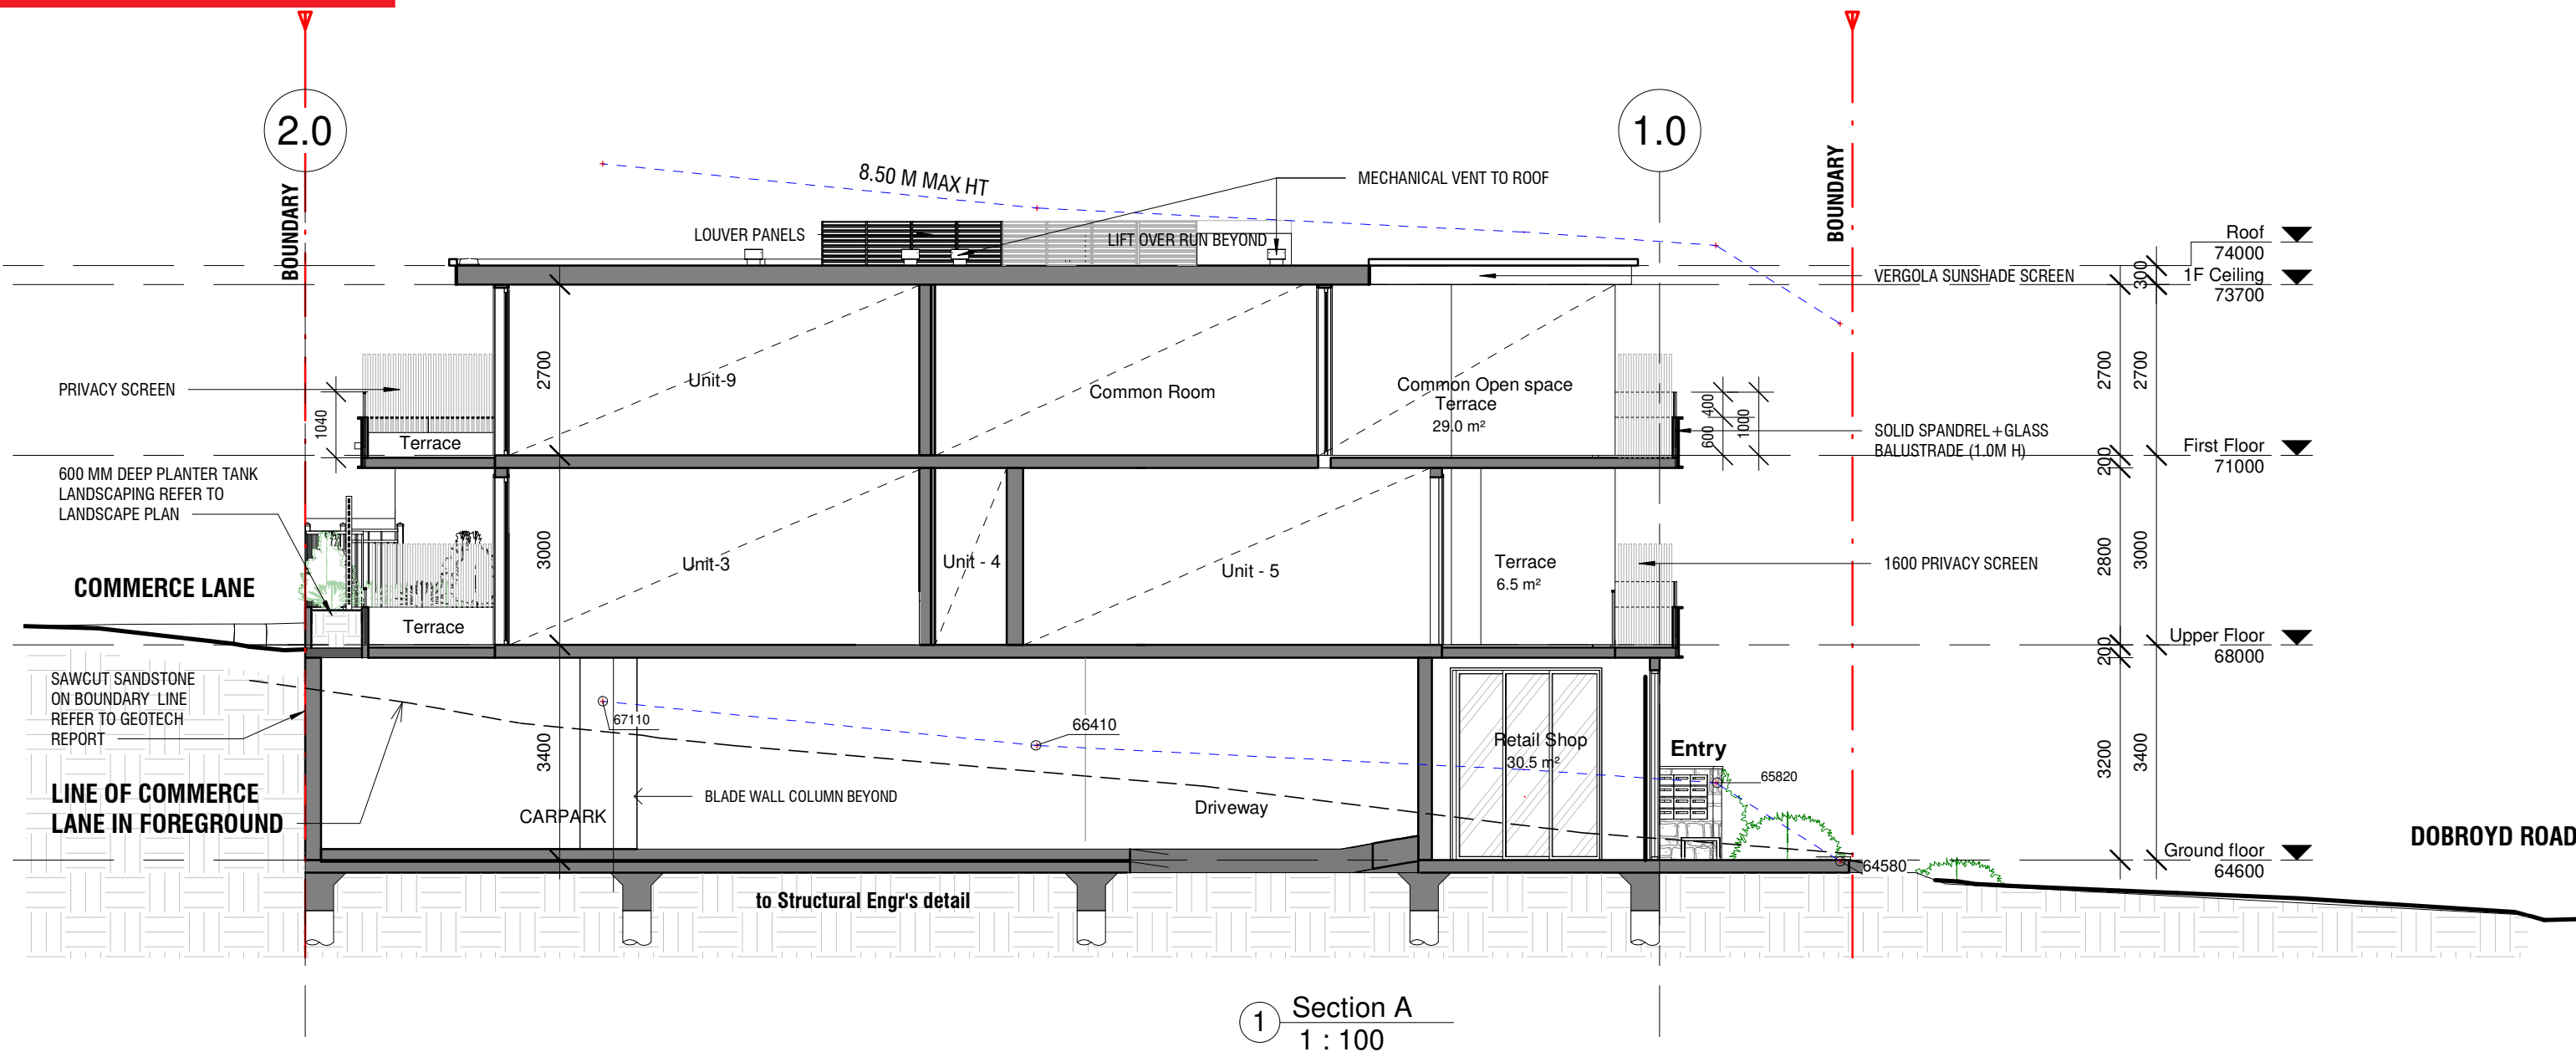 2.0
1.0
BOUNDARY
BOUNDARY
8.50 M MAX HT
MECHANICAL VENT TO ROOF
LOUVER PANELS
LIFT OVER RUN BEYOND
Roof
74000
300
1F Ceiling
73700
VERGOLA SUNSHADE SCREEN
2700
2700
2700
PRIVACY SCREEN
Unit-9
Common Room
Common Open space
Terrace
29.0 m²
1040
Terrace
400
600
1000
SOLID SPANDREL+GLASS
BALUSTRADE (1.0M H)
First Floor
71000
200
600 MM DEEP PLANTER TANK
LANDSCAPING REFER TO
LANDSCAPE PLAN
COMMERCE LANE
3000
Unit-3
Unit - 4
Unit - 5
Terrace
6.5 m²
1600 PRIVACY SCREEN
2800
3000
Terrace
Upper Floor
68000
200
SAWCUT SANDSTONE
ON BOUNDARY LINE
REFER TO GEOTECH
REPORT
67110
66410
Retail Shop
30.5 m²
Entry
65820
3400
3200
3400
LINE OF COMMERCE
LANE IN FOREGROUND
CARPARK
BLADE WALL COLUMN BEYOND
Driveway
DOBROYD ROAD
Ground floor
64600
64580
to Structural Engr's detail
1
Section A
1 : 100